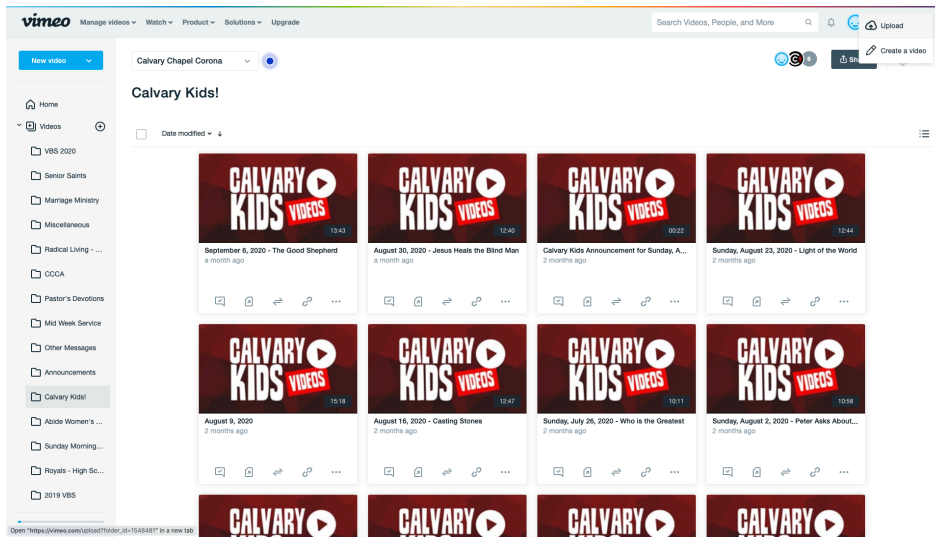 vimeo Manage videos Watch Product Solutions Upgrade Search Videos, People, and More
Upload
Create a video
New video
Calvary Chapel Corona
6
Calvary Kids!
Home
Videos
VBS 2020
Senior Saints
Marriage Ministry
Miscellaneous
Radical Living - ...
CCCA
Pastor's Devotions
Mid Week Service
Other Messages
Announcements
Calvary Kids!
Abide Women's ...
Sunday Morning...
Royals - High Sc...
2019 VBS
Date modified
CALVARY
KIDS VIDEOS
13:43
September 6, 2020 - The Good Shepherd
a month ago
CALVARY
KIDS VIDEOS
12:40
August 30, 2020 - Jesus Heals the Blind Man
a month ago
CALVARY
KIDS VIDEOS
00:22
Calvary Kids Announcement for Sunday, A...
2 months ago
CALVARY
KIDS VIDEOS
12:44
Sunday, August 23, 2020 - Light of the World
2 months ago
CALVARY
KIDS VIDEOS
15:18
August 9, 2020
2 months ago
CALVARY
KIDS VIDEOS
12:47
August 16, 2020 - Casting Stones
2 months ago
CALVARY
KIDS VIDEOS
10:11
Sunday, July 26, 2020 - Who is the Greatest
2 months ago
CALVARY
KIDS VIDEOS
10:58
Sunday, August 2, 2020 - Peter Asks About...
2 months ago
CALVARY
CALVARY
CALVARY
CALVARY
Open "https://vimeo.com/upload?folder_id=1548481" in a new tab